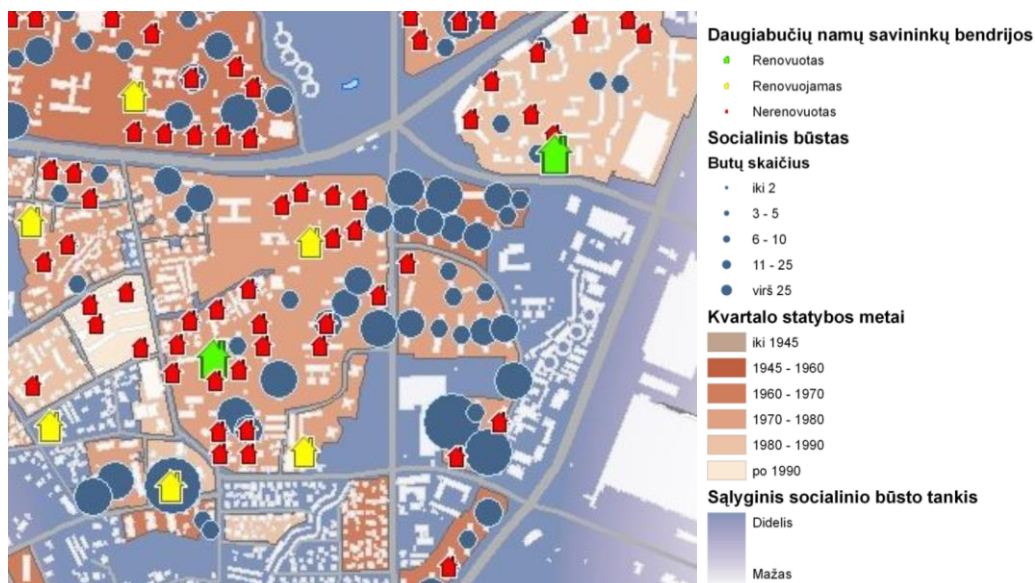 Daugiabučių namų savininkų bendrijos
Renovuotas
Renovuojamas
Nerenovuotas
Socialinis būstas
Butų skaičius
iki 2
3 - 5
6 - 10
11 - 25
virš 25
Kvartalo statybos metai
iki 1945
1945 - 1960
1960 - 1970
1970 - 1980
1980 - 1990
po 1990
Sąlyginis socialinio būsto tankis
Didelis
Mažas